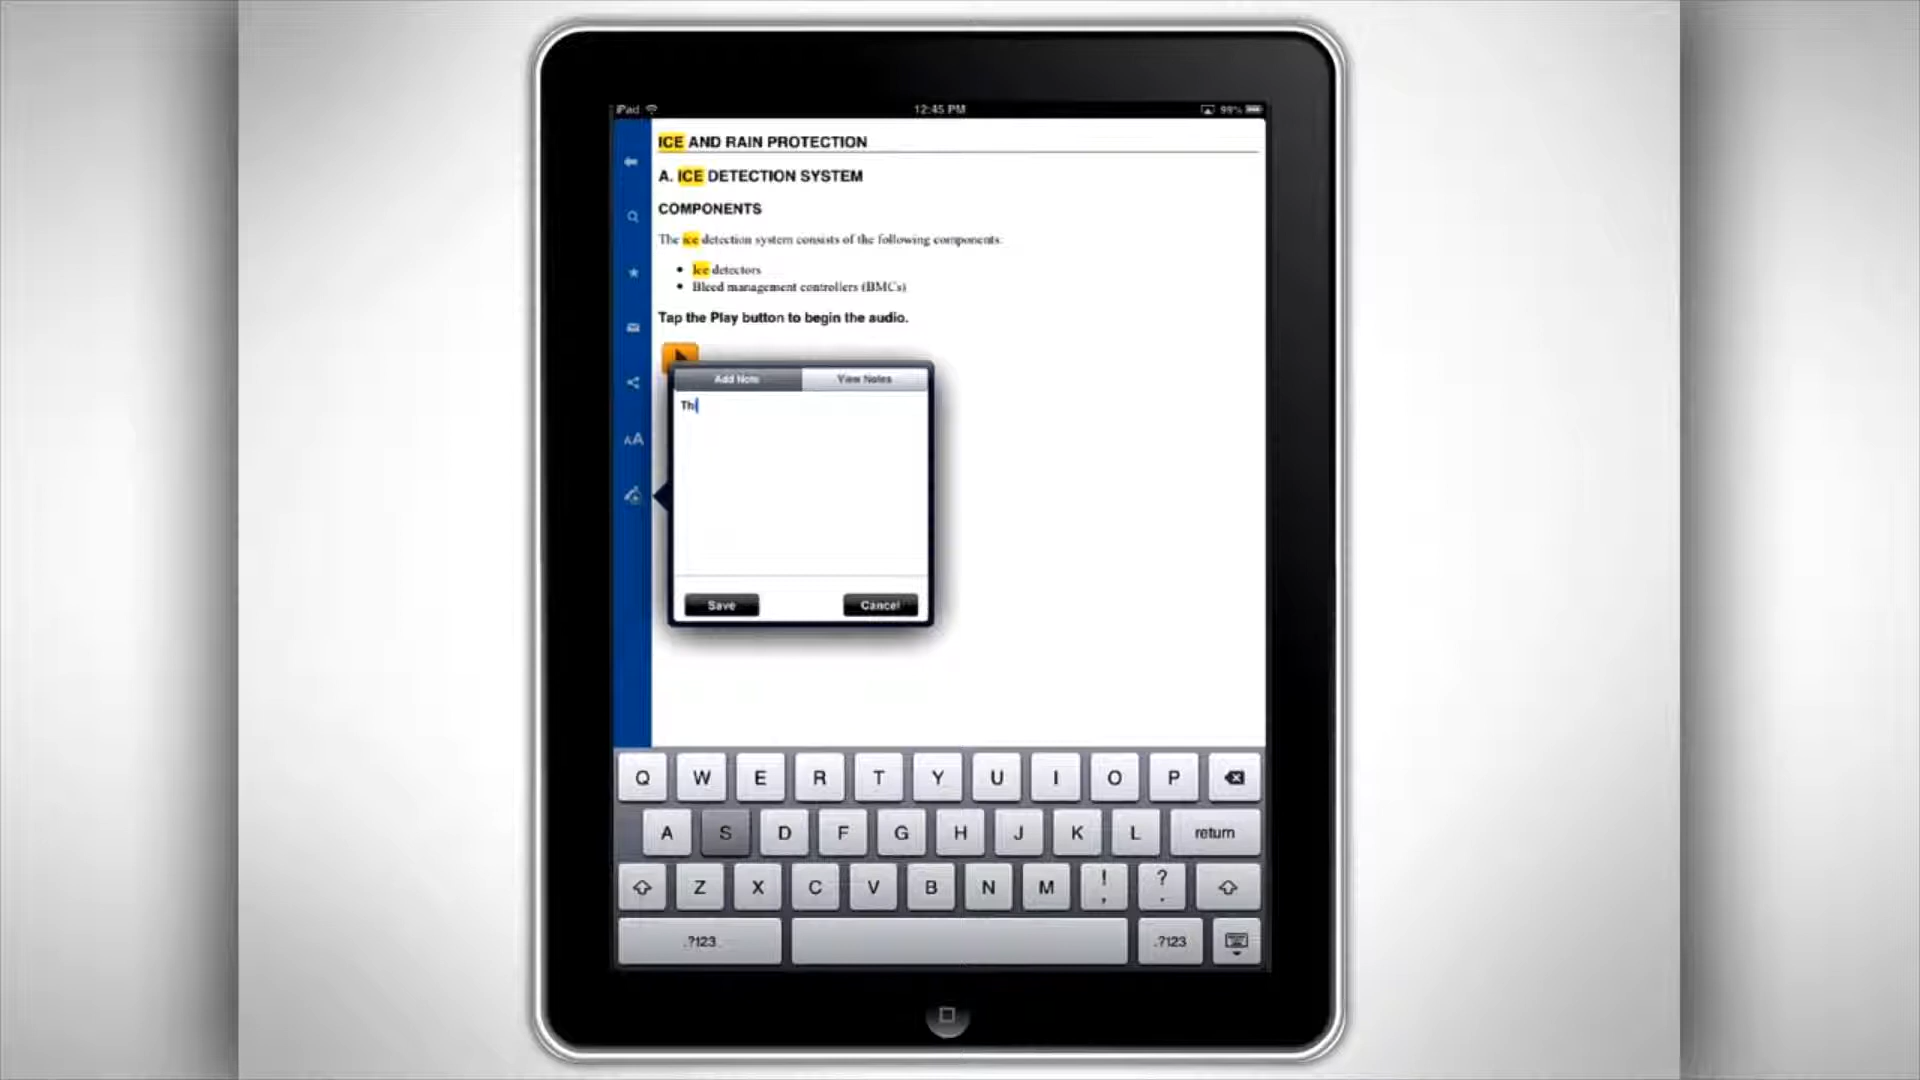 iPad 12:45 PM 99%
ICE AND RAIN PROTECTION
A. ICE DETECTION SYSTEM
COMPONENTS
The ice detection system consists of the following components:
• Ice detectors
• Bleed management controllers (BMCs)
Tap the Play button to begin the audio.
Add Note View Notes
Thi
AA
Save Cancel
Q W E R T Y U I O P
A S D F G H J K L return
Z X C V B N M ! , ? .
.?123 .?123